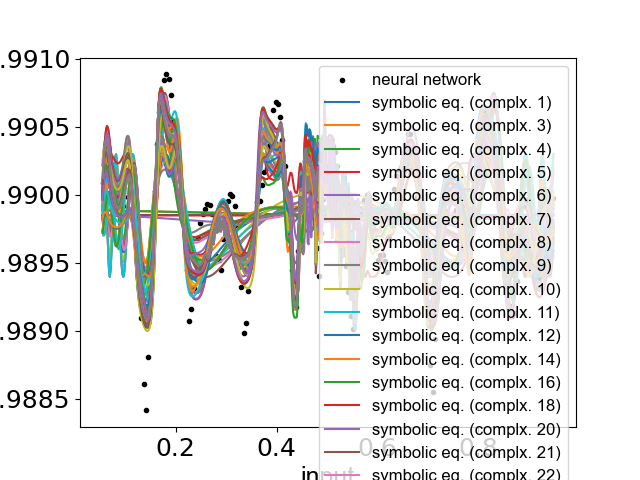 .9910
.9905
.9900
.9895
.9890
.9885
0.2
0.4
0.6
0.8
input
neural network
symbolic eq. (complx. 1)
symbolic eq. (complx. 3)
symbolic eq. (complx. 4)
symbolic eq. (complx. 5)
symbolic eq. (complx. 6)
symbolic eq. (complx. 7)
symbolic eq. (complx. 8)
symbolic eq. (complx. 9)
symbolic eq. (complx. 10)
symbolic eq. (complx. 11)
symbolic eq. (complx. 12)
symbolic eq. (complx. 14)
symbolic eq. (complx. 16)
symbolic eq. (complx. 18)
symbolic eq. (complx. 20)
symbolic eq. (complx. 21)
symbolic eq. (complx. 22)